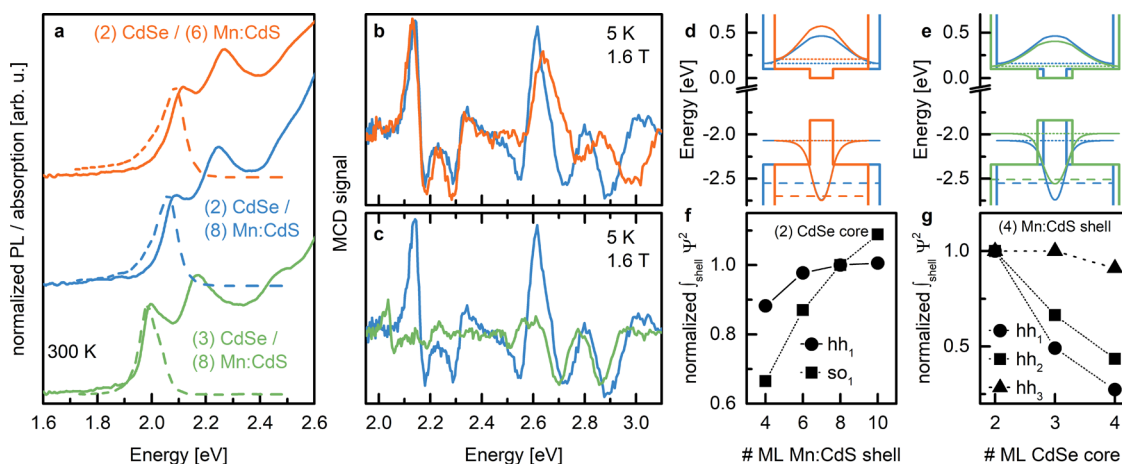 a
(2) CdSe / (6) Mn:CdS
(2) CdSe /
(8) Mn:CdS
(3) CdSe /
(8) Mn:CdS
300 K
normalized PL / absorption [arb. u.]
1.6 1.8 2.0 2.2 2.4 2.6
Energy [eV]
b
5 K
1.6 T
c
5 K
1.6 T
MCD signal
2.0 2.2 2.4 2.6 2.8 3.0
Energy [eV]
d
Energy [eV]
0.5
0.0
-2.0
-2.5
e
Energy [eV]
0.5
0.0
-2.0
-2.5
f
(2) CdSe core
normalized ∫shell Ψ²
1.0
0.8
0.6
hh₁
so₁
4 6 8 10
# ML Mn:CdS shell
g
(4) Mn:CdS shell
normalized ∫shell Ψ²
1.0
0.5
hh₁
hh₂
hh₃
2 3 4
# ML CdSe core